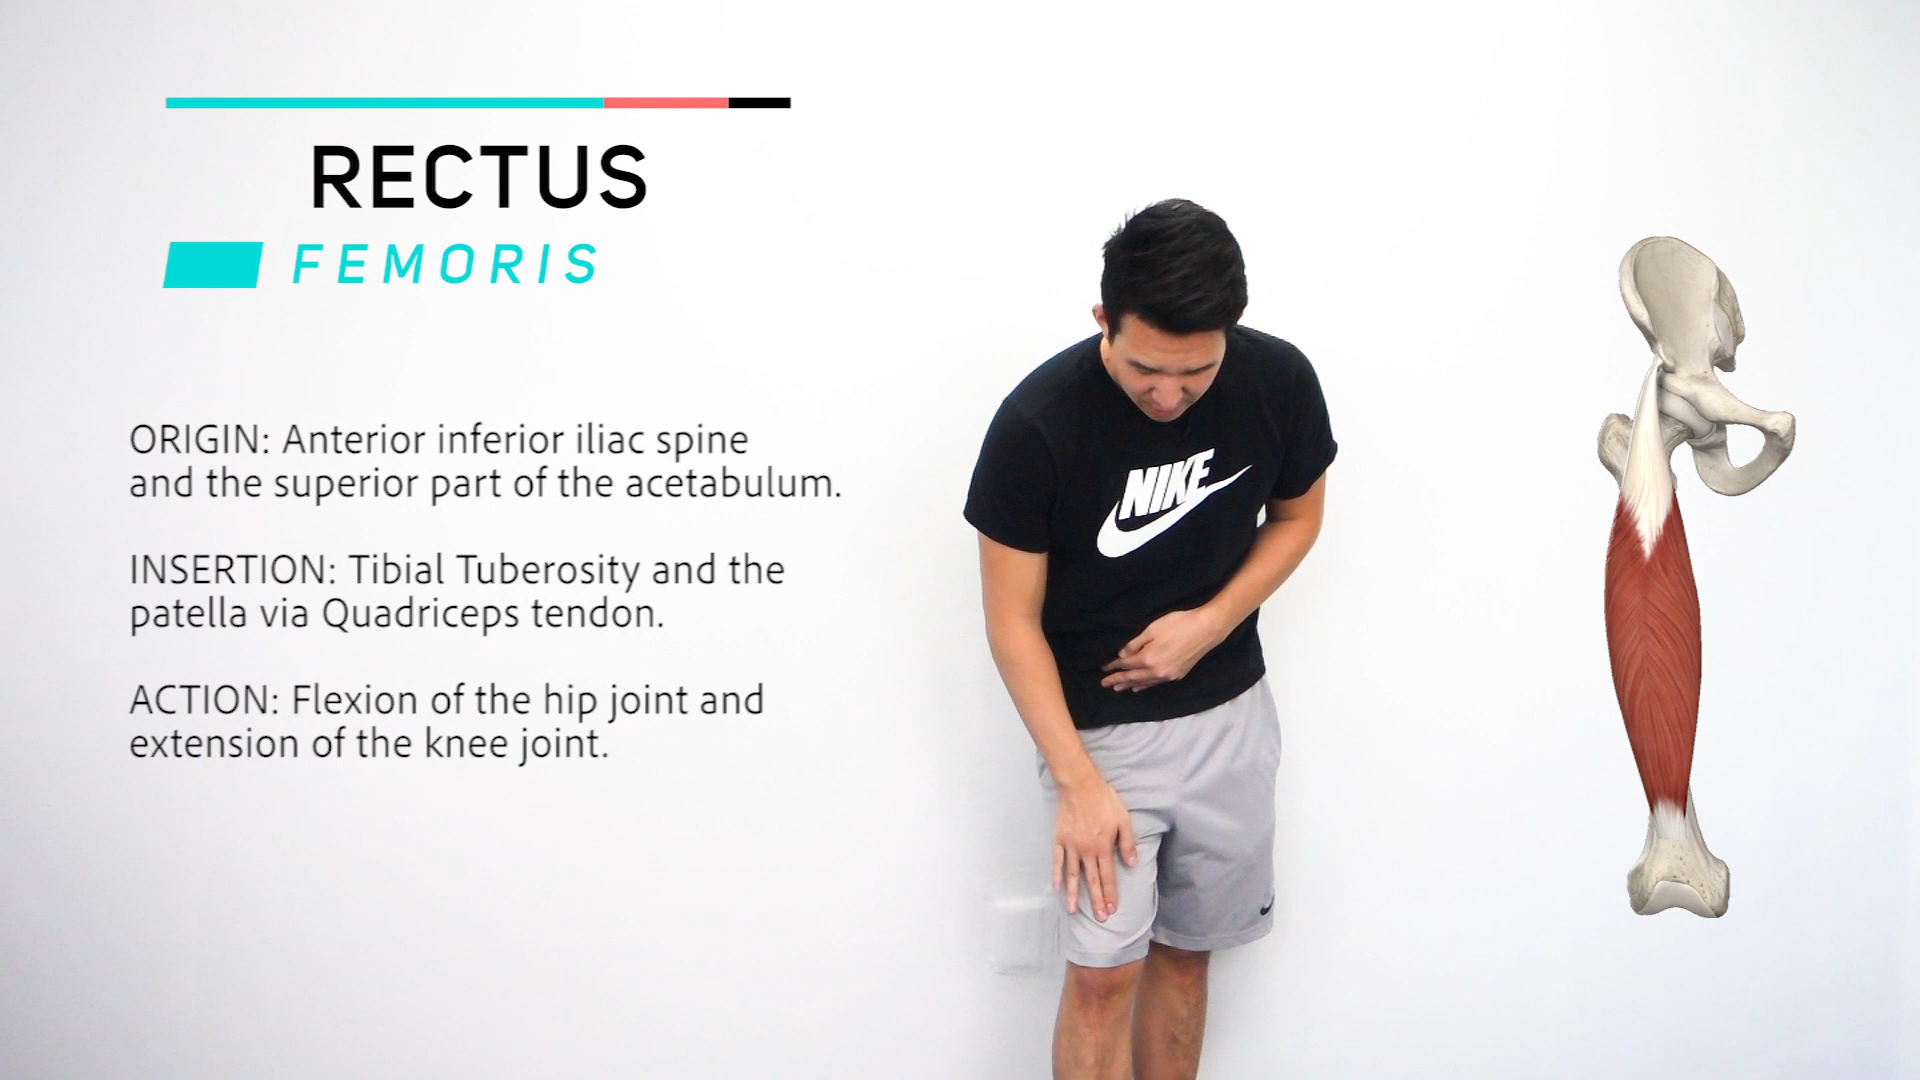 RECTUS
FEMORIS
ORIGIN: Anterior inferior iliac spine
and the superior part of the acetabulum.
INSERTION: Tibial Tuberosity and the
patella via Quadriceps tendon.
ACTION: Flexion of the hip joint and
extension of the knee joint.
NIKE